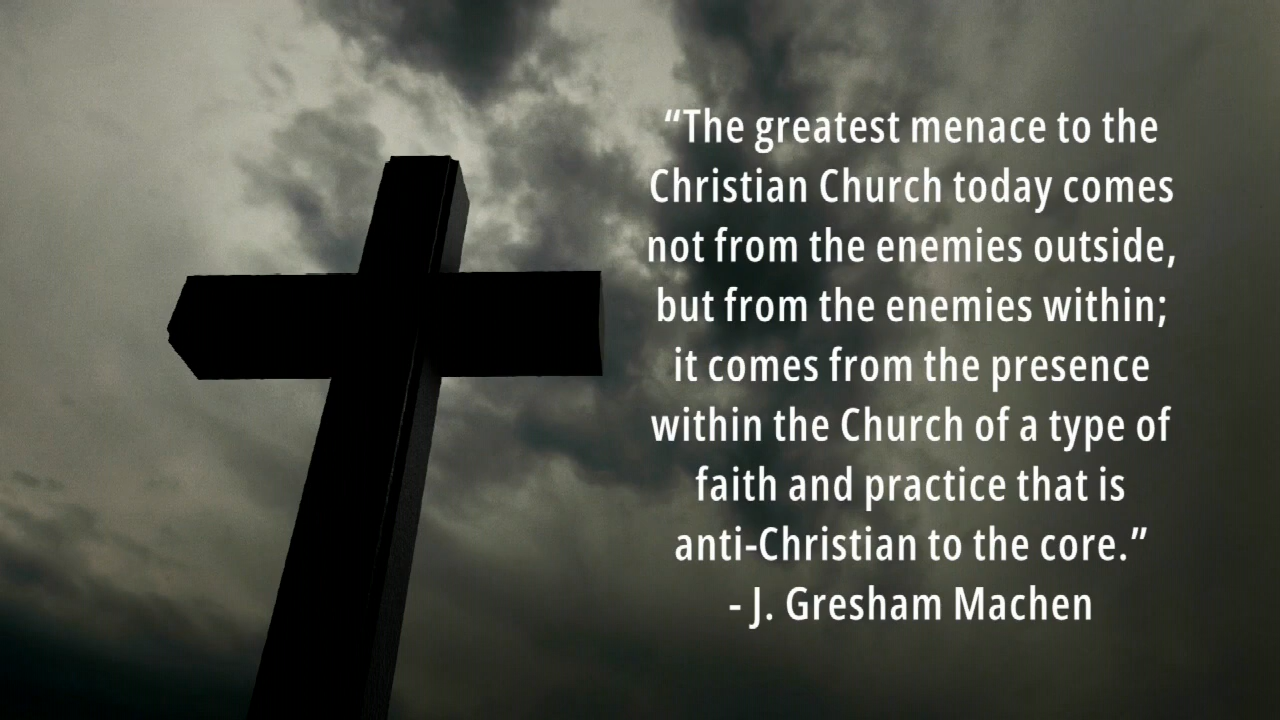 “The greatest menace to the
Christian Church today comes
not from the enemies outside,
but from the enemies within;
it comes from the presence
within the Church of a type of
faith and practice that is
anti-Christian to the core.”
- J. Gresham Machen